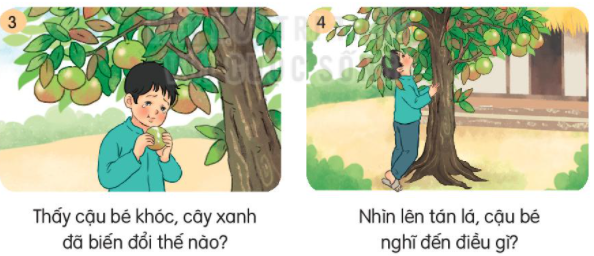 3
4
Thấy cậu bé khóc, cây xanh
đã biến đổi thế nào?
Nhìn lên tán lá, cậu bé
nghĩ đến điều gì?